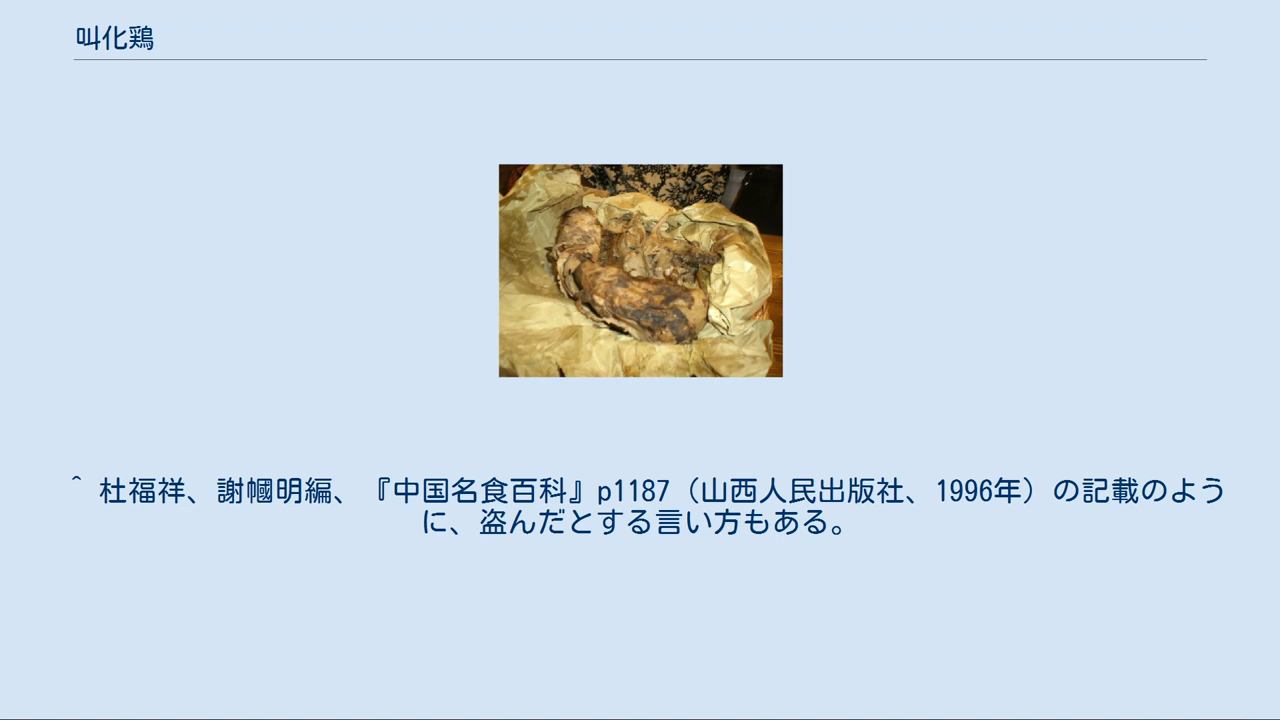 叫化鶏
^ 杜福祥、謝幗明編、『中国名食百科』p1187（山西人民出版社、1996年）の記載のよう
に、盗んだとする言い方もある。